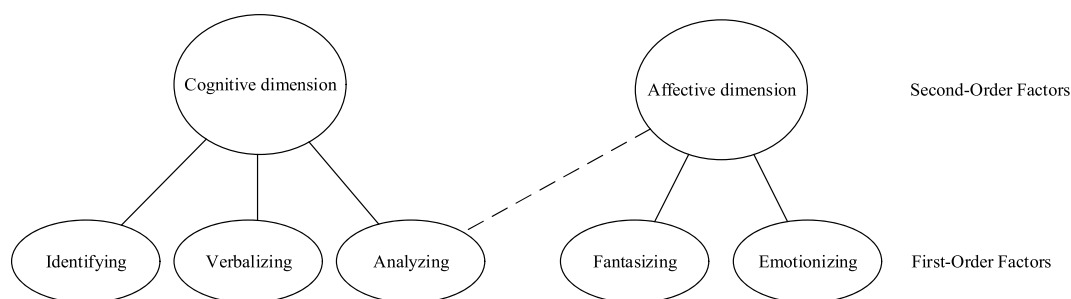 Cognitive dimension
Affective dimension
Second-Order Factors
Identifying
Verbalizing
Analyzing
Fantasizing
Emotionizing
First-Order Factors